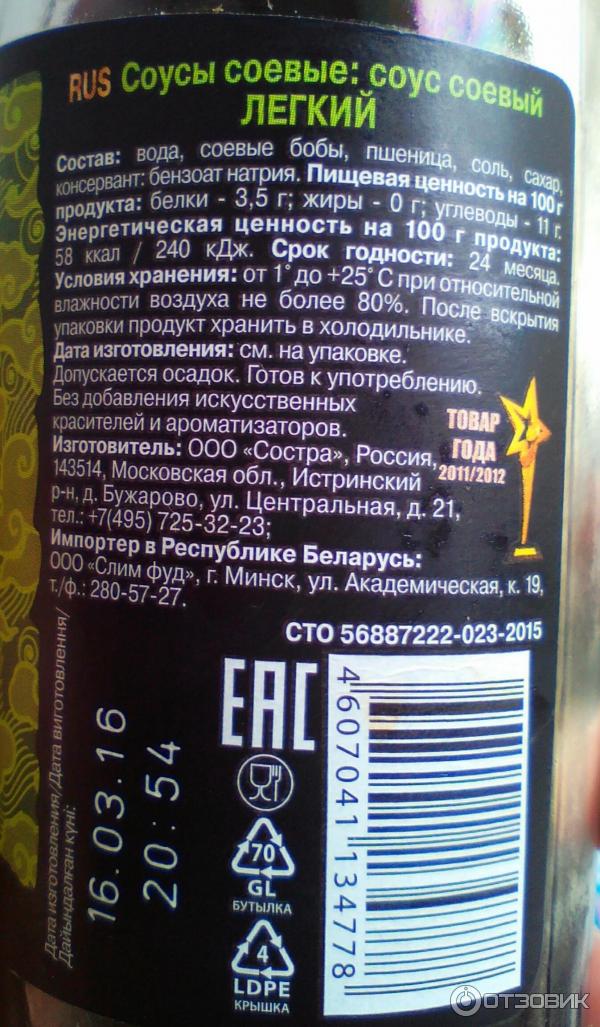 RUS Соусы соевые: соус соевый
ЛЕГКИЙ
Состав: вода, соевые бобы, пшеница, соль, сахар,
консервант: бензоат натрия. Пищевая ценность на 100 г
продукта: белки - 3,5 г; жиры - 0 г; углеводы - 11 г.
Энергетическая ценность на 100 г продукта:
58 ккал / 240 кДж. Срок годности: 24 месяца.
Условия хранения: от 1° до +25° С при относительной
влажности воздуха не более 80%. После вскрытия
упаковки продукт хранить в холодильнике.
Дата изготовления: см. на упаковке.
Допускается осадок. Готов к употреблению.
Без добавления искусственных
красителей и ароматизаторов.
ТОВАР
ГОДА
2011/2012
Изготовитель: ООО «Состра», Россия,
143514, Московская обл., Истринский
р-н, д. Бужарово, ул. Центральная, д. 21,
тел.: +7(495) 725-32-23;
Импортер в Республике Беларусь:
ООО «Слим фуд», г. Минск, ул. Академическая, к. 19,
т./ф.: 280-57-27.
СТО 56887222-023-2015
Дата изготовления/Дата виготовлення/
Дайындалған күні:
16.03.16
20:54
EAC
70
GL
БУТЫЛКА
4
LDPE
КРЫШКА
4 607041 134778
ОТЗОВИК